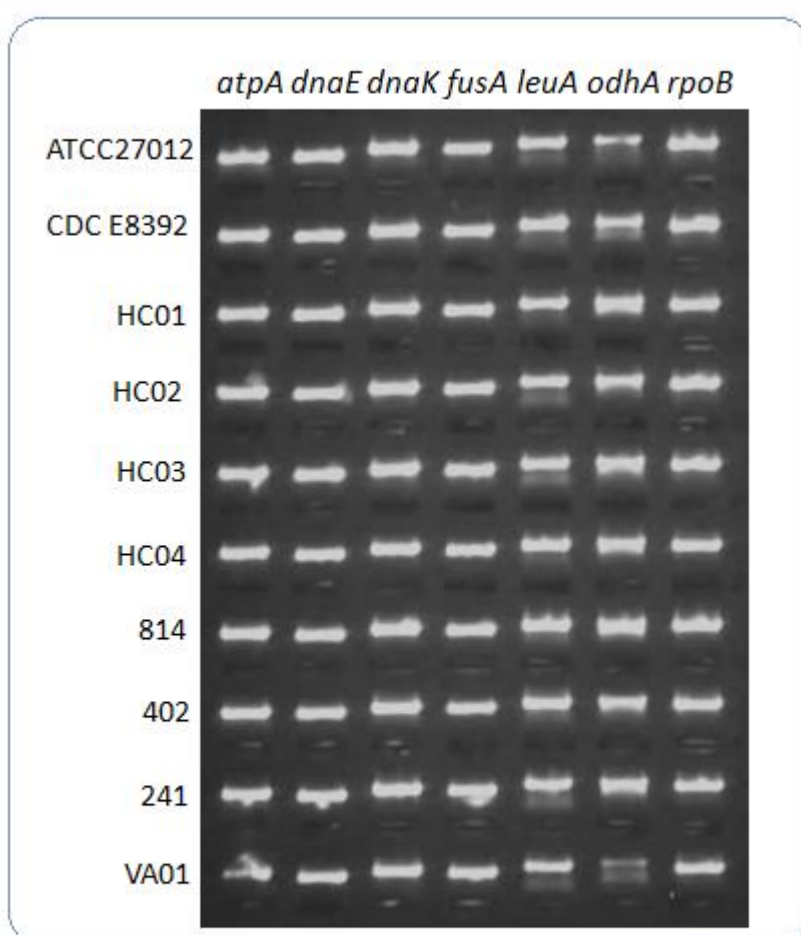 atpA dnaE dnaK fusA leuA odhA rpoB
ATCC27012
CDC E8392
HC01
HC02
HC03
HC04
814
402
241
VA01